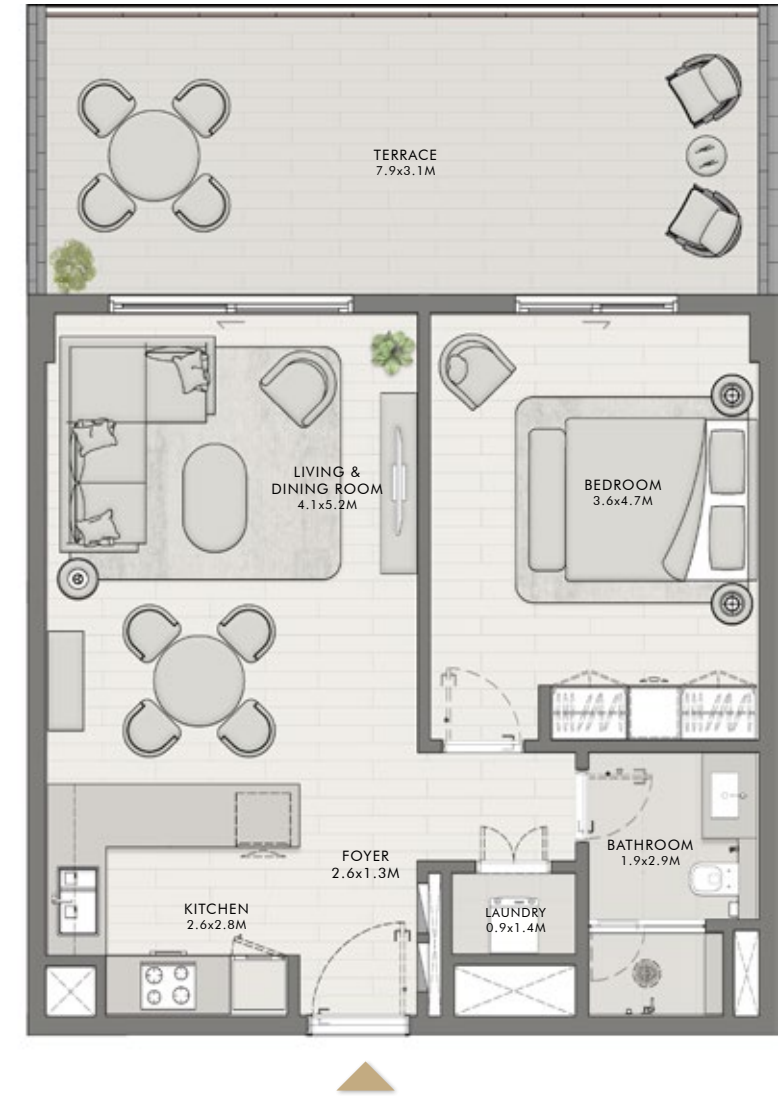 TERRACE
7.9x3.1M
LIVING &
DINING ROOM
4.1x5.2M
BEDROOM
3.6x4.7M
FOYER
2.6x1.3M
BATHROOM
1.9x2.9M
KITCHEN
2.6x2.8M
LAUNDRY
0.9x1.4M